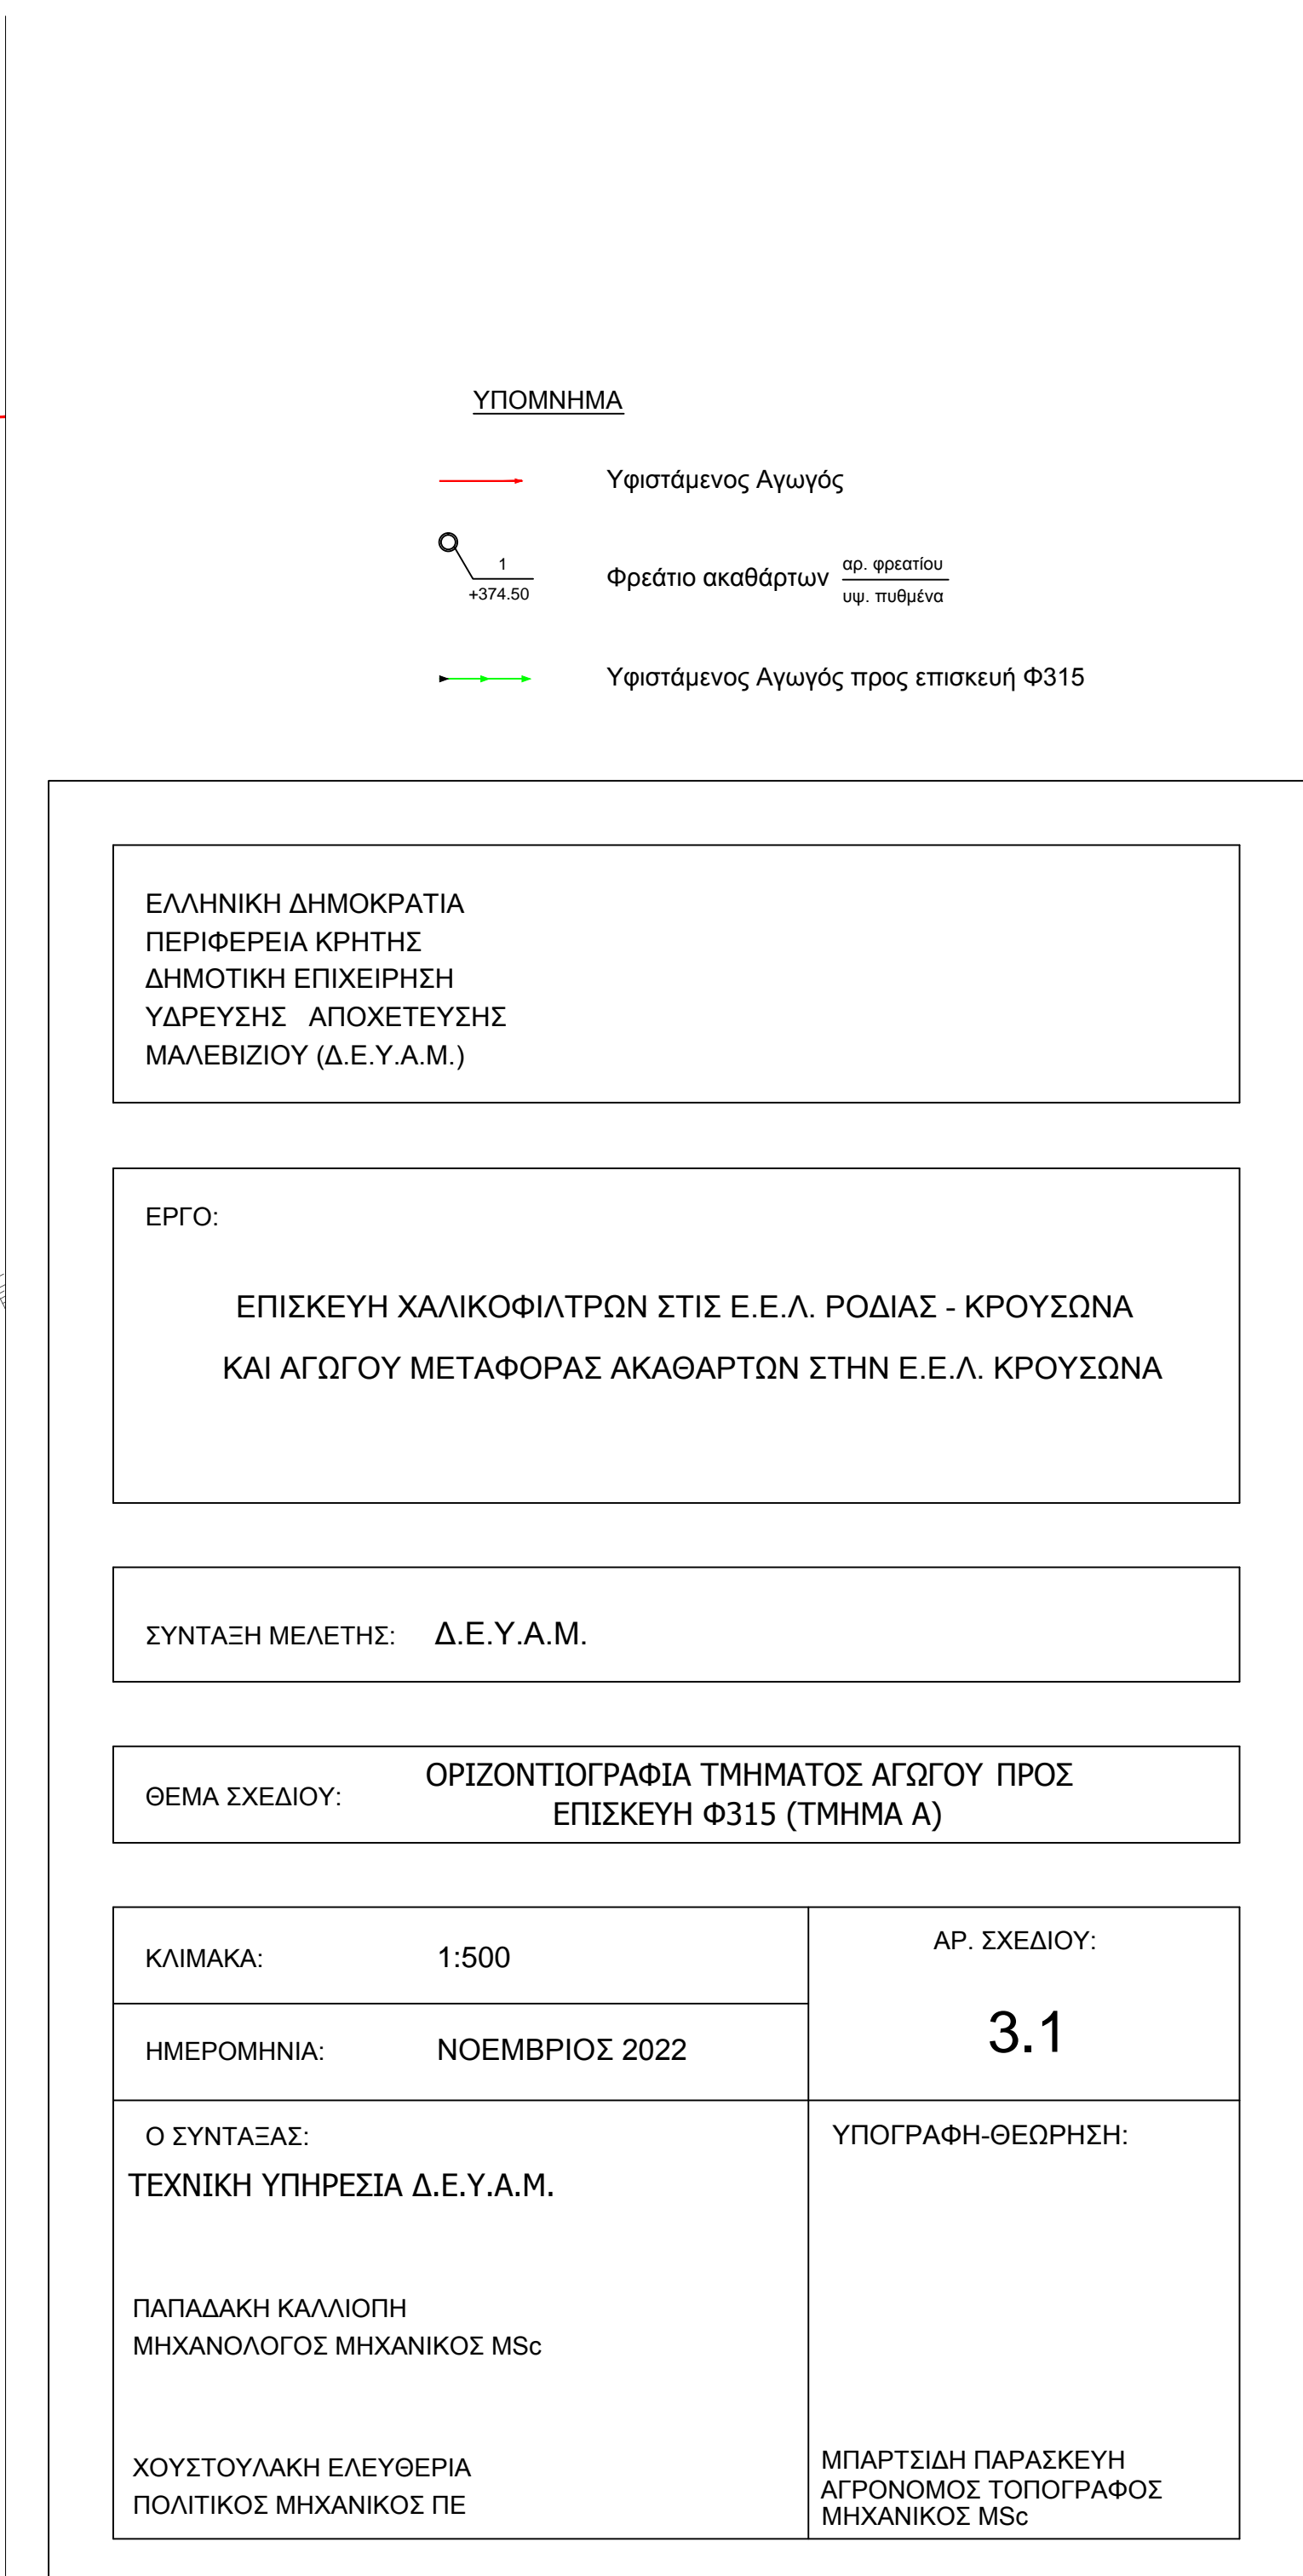 ΥΠΟΜΝΗΜΑ
Υφιστάμενος Αγωγός
1
+374.50
Φρεάτιο ακαθάρτων
αρ. φρεατίου
υψ. πυθμένα
Υφιστάμενος Αγωγός προς επισκευή Φ315
ΕΛΛΗΝΙΚΗ ΔΗΜΟΚΡΑΤΙΑ
ΠΕΡΙΦΕΡΕΙΑ ΚΡΗΤΗΣ
ΔΗΜΟΤΙΚΗ ΕΠΙΧΕΙΡΗΣΗ
ΥΔΡΕΥΣΗΣ ΑΠΟΧΕΤΕΥΣΗΣ
ΜΑΛΕΒΙΖΙΟΥ (Δ.Ε.Υ.Α.Μ.)
ΕΡΓΟ:
ΕΠΙΣΚΕΥΗ ΧΑΛΙΚΟΦΙΛΤΡΩΝ ΣΤΙΣ Ε.Ε.Λ. ΡΟΔΙΑΣ - ΚΡΟΥΣΩΝΑ
ΚΑΙ ΑΓΩΓΟΥ ΜΕΤΑΦΟΡΑΣ ΑΚΑΘΑΡΤΩΝ ΣΤΗΝ Ε.Ε.Λ. ΚΡΟΥΣΩΝΑ
ΣΥΝΤΑΞΗ ΜΕΛΕΤΗΣ: Δ.Ε.Υ.Α.Μ.
ΘΕΜΑ ΣΧΕΔΙΟΥ:
ΟΡΙΖΟΝΤΙΟΓΡΑΦΙΑ ΤΜΗΜΑΤΟΣ ΑΓΩΓΟΥ ΠΡΟΣ
ΕΠΙΣΚΕΥΗ Φ315 (ΤΜΗΜΑ Α)
ΚΛΙΜΑΚΑ: 1:500
ΗΜΕΡΟΜΗΝΙΑ: ΝΟΕΜΒΡΙΟΣ 2022
ΑΡ. ΣΧΕΔΙΟΥ:
3.1
Ο ΣΥΝΤΑΞΑΣ:
ΤΕΧΝΙΚΗ ΥΠΗΡΕΣΙΑ Δ.Ε.Υ.Α.Μ.
ΠΑΠΑΔΑΚΗ ΚΑΛΛΙΟΠΗ
ΜΗΧΑΝΟΛΟΓΟΣ ΜΗΧΑΝΙΚΟΣ MSc
ΧΟΥΣΤΟΥΛΑΚΗ ΕΛΕΥΘΕΡΙΑ
ΠΟΛΙΤΙΚΟΣ ΜΗΧΑΝΙΚΟΣ ΠΕ
ΥΠΟΓΡΑΦΗ-ΘΕΩΡΗΣΗ:
ΜΠΑΡΤΣΙΔΗ ΠΑΡΑΣΚΕΥΗ
ΑΓΡΟΝΟΜΟΣ ΤΟΠΟΓΡΑΦΟΣ
ΜΗΧΑΝΙΚΟΣ MSc